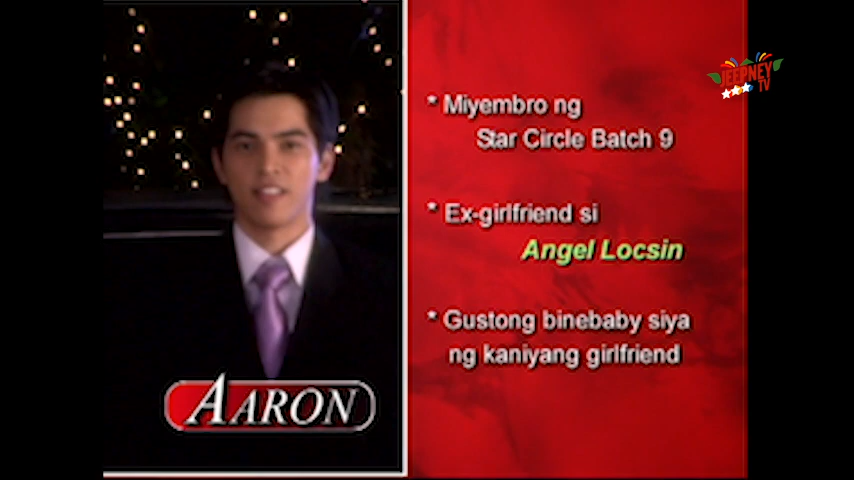 JEEPNEY
TV
* Miyembro ng
Star Circle Batch 9
* Ex-girlfriend si
Angel Locsin
* Gustong binebaby siya
ng kaniyang girlfriend
AARON